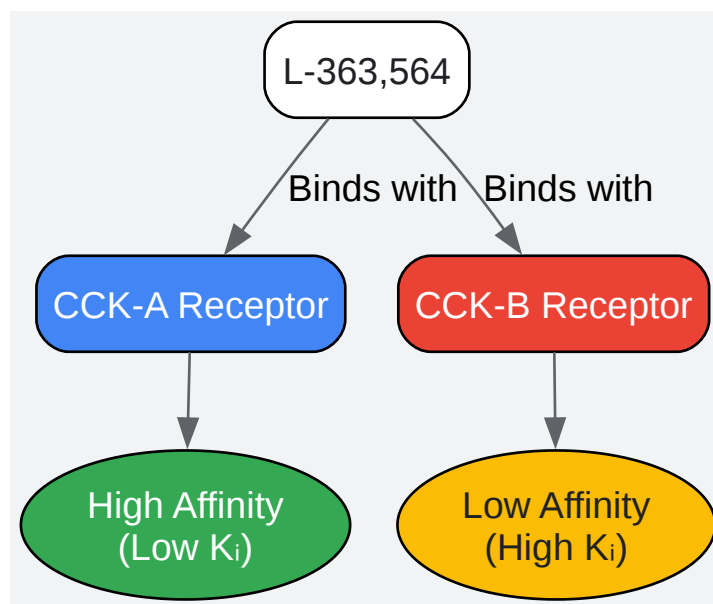 L-363,564
Binds with Binds with
CCK-A Receptor CCK-B Receptor
High Affinity
(Low Kᵢ)
Low Affinity
(High Kᵢ)